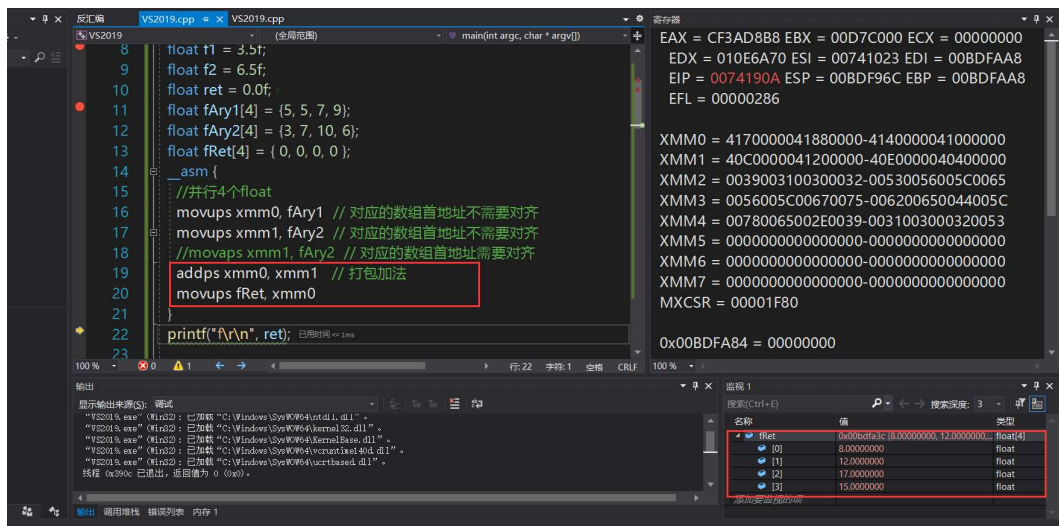 反汇编 VS2019.cpp VS2019.cpp
VS2019 (全局范围) main(int argc, char * argv[])
8 float f1 = 3.5f;
9 float f2 = 6.5f;
10 float ret = 0.0f;
11 float fAry1[4] = {5, 5, 7, 9};
12 float fAry2[4] = {3, 7, 10, 6};
13 float fRet[4] = { 0, 0, 0, 0 };
14 __asm {
15 //并行4个float
16 movups xmm0, fAry1 // 对应的数组首地址不需要对齐
17 movups xmm1, fAry2 // 对应的数组首地址不需要对齐
18 //movaps xmm1, fAry2 // 对应的数组首地址需要对齐
19 addps xmm0, xmm1 // 打包加法
20 movups fRet, xmm0
21 }
22 printf("f\r\n", ret); 已用时间 <= 1ms
23
100 % 0 1 行: 22 字符: 1 空格 CRLF
寄存器
EAX = CF3AD8B8 EBX = 00D7C000 ECX = 00000000
EDX = 010E6A70 ESI = 00741023 EDI = 00BDFAA8
EIP = 0074190A ESP = 00BDF96C EBP = 00BDFAA8
EFL = 00000286
XMM0 = 4170000041880000-4140000041000000
XMM1 = 40C0000041200000-40E0000040400000
XMM2 = 0039003100300032-00530056005C0065
XMM3 = 0056005C00670075-006200650044005C
XMM4 = 00780065002E0039-0031003000320053
XMM5 = 0000000000000000-0000000000000000
XMM6 = 0000000000000000-0000000000000000
XMM7 = 0000000000000000-0000000000000000
MXCSR = 00001F80
0x00BDFA84 = 00000000
100 %
输出
显示输出来源(S): 调试
"VS2019.exe" (Win32): 已加载 "C:\Windows\SysWOW64\ntdll.dll"。
"VS2019.exe" (Win32): 已加载 "C:\Windows\SysWOW64\kernel32.dll"。
"VS2019.exe" (Win32): 已加载 "C:\Windows\SysWOW64\KernelBase.dll"。
"VS2019.exe" (Win32): 已加载 "C:\Windows\SysWOW64\vcruntime140d.dll"。
"VS2019.exe" (Win32): 已加载 "C:\Windows\SysWOW64\ucrtbased.dll"。
线程 0x390c 已退出，返回值为 0 (0x0)。
输出 调用堆栈 错误列表 内存 1
监视 1
搜索(Ctrl+E) 搜索深度: 3
名称 值 类型
fRet 0x00bdfa3c {8.00000000, 12.0000000,... float[4]
[0] 8.00000000 float
[1] 12.0000000 float
[2] 17.0000000 float
[3] 15.0000000 float
添加要监视的项